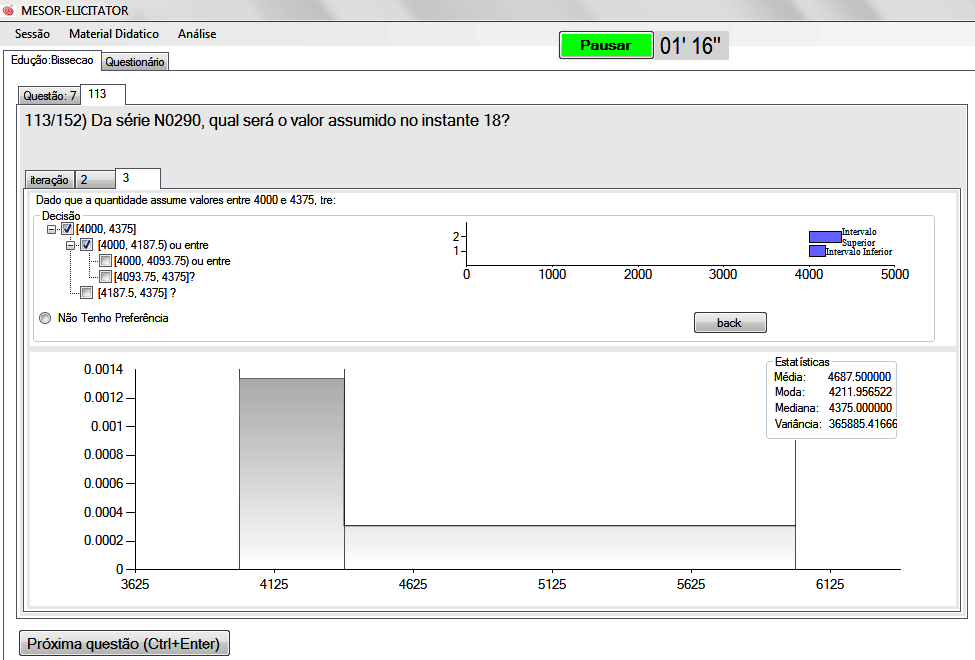 MESOR-ELICITATOR
Sessão Material Didatico Análise
Pausar 01' 16"
Edução:Bissecao Questionário
Questão: 7 113
113/152) Da série N0290, qual será o valor assumido no instante 18?
iteração 2 3
Dado que a quantidade assume valores entre 4000 e 4375, tre:
Decisão
[4000, 4375]
[4000, 4187.5) ou entre
[4000, 4093.75) ou entre
[4093.75, 4375]?
[4187.5, 4375] ?
Não Tenho Preferência
2
1
0 1000 2000 3000 4000 5000
Intervalo
Superior
Intervalo Inferior
back
0.0014
0.0012
0.001
0.0008
0.0006
0.0004
0.0002
0
3625 4125 4625 5125 5625 6125
Estatísticas
Média: 4687.500000
Moda: 4211.956522
Mediana: 4375.000000
Variância: 365885.41666
Próxima questão (Ctrl+Enter)